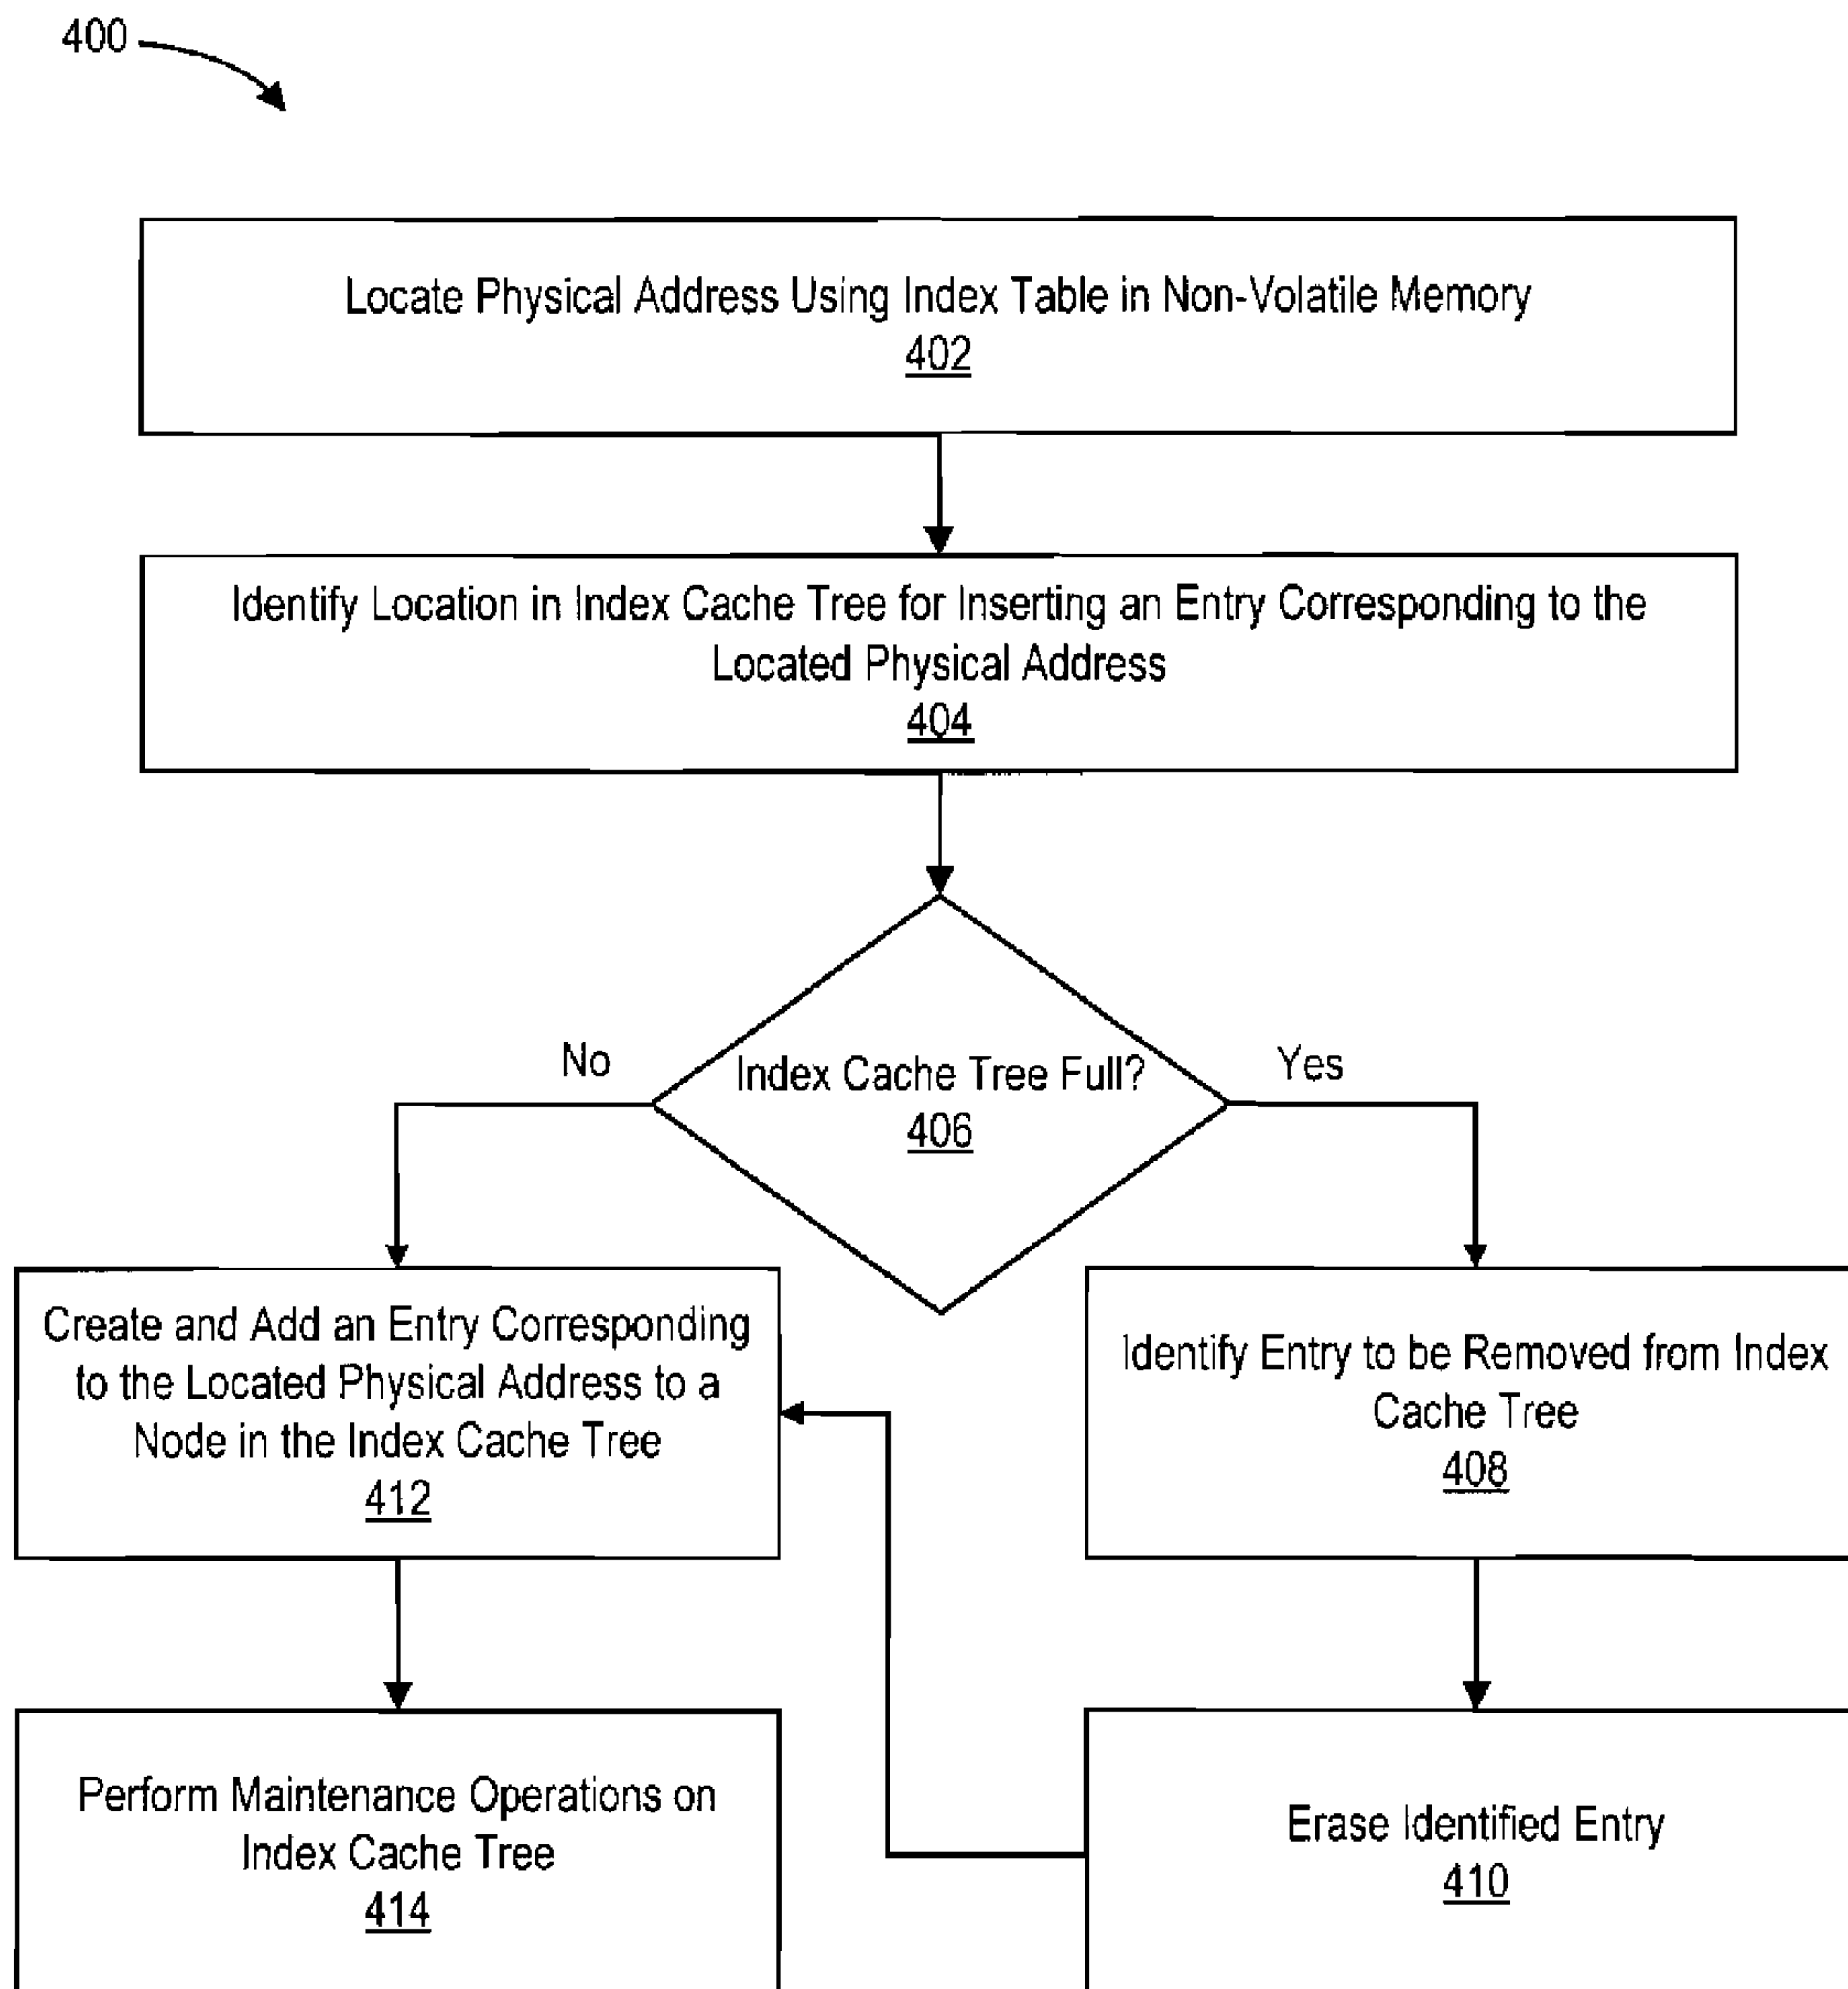 400
Locate Physical Address Using Index Table in Non-Volatile Memory
402
Identify Location in Index Cache Tree for Inserting an Entry Corresponding to the
Located Physical Address
404
Index Cache Tree Full?
406
No
Yes
Create and Add an Entry Corresponding
to the Located Physical Address to a
Node in the Index Cache Tree
412
Identify Entry to be Removed from Index
Cache Tree
408
Perform Maintenance Operations on
Index Cache Tree
414
Erase Identified Entry
410